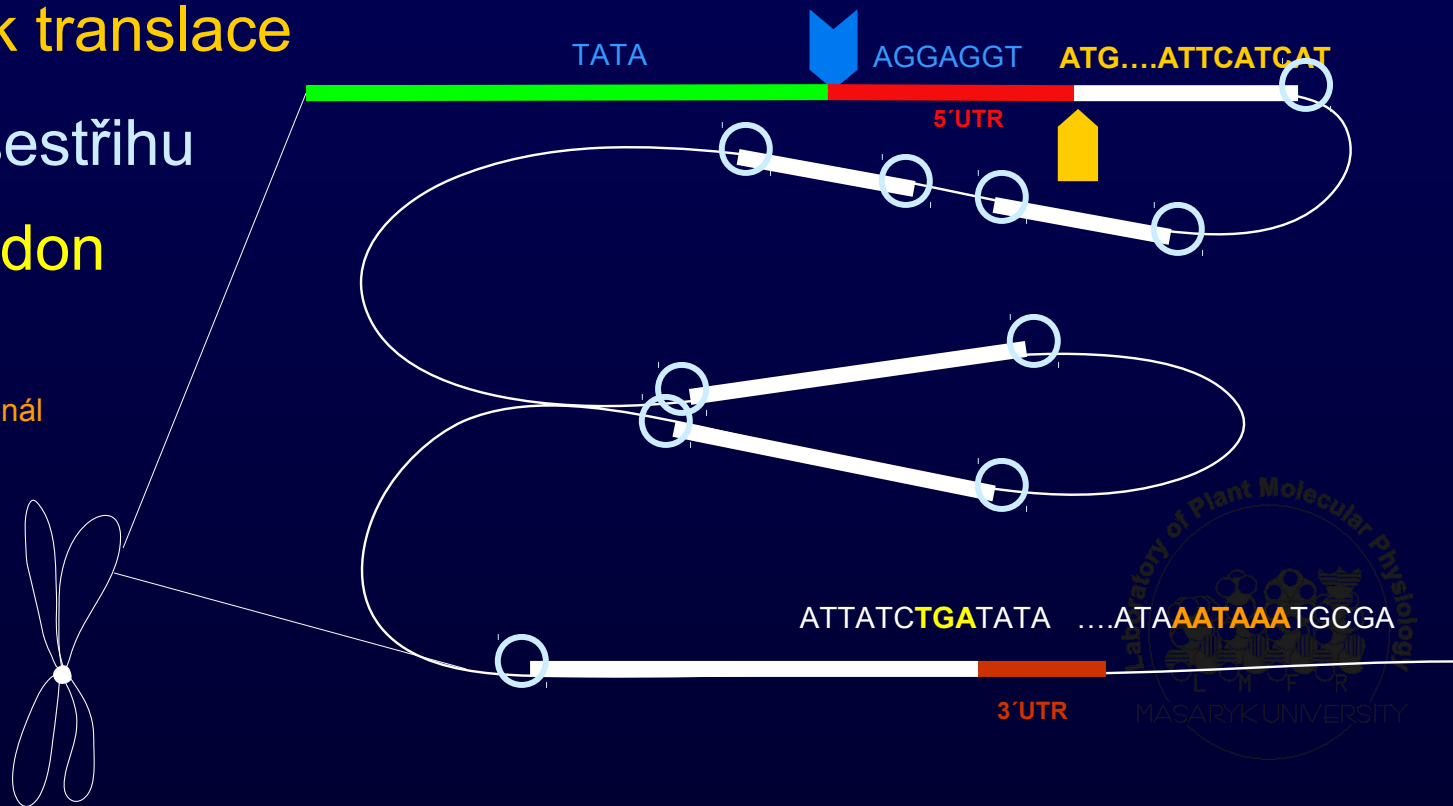 k translace
estřihu
don
nál
TATA
AGGAGGT
ATG....ATTCATCAT
5´UTR
ATTATCTGATATA ....ATAAATAAATGCGA
3´UTR
Laboratory of Plant Molecular Physiology
L M F R
MASARYK UNIVERSITY